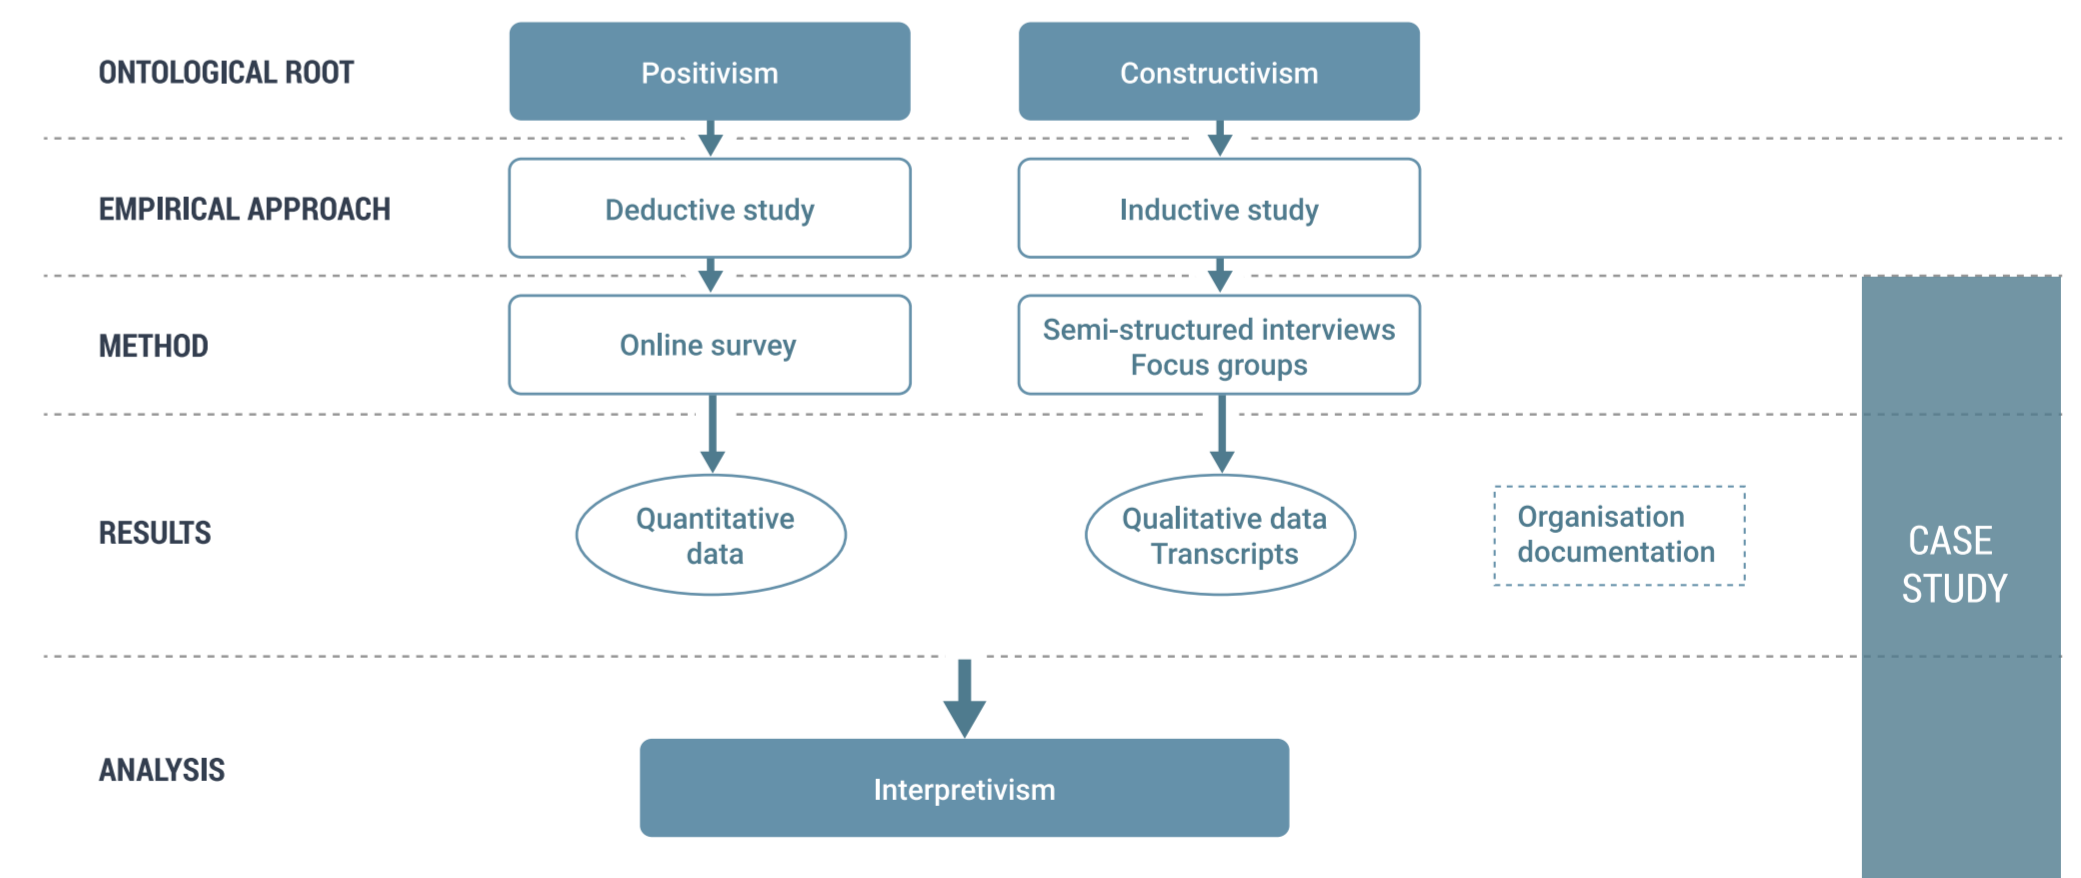 ONTOLOGICAL ROOT
Positivism
Constructivism
EMPIRICAL APPROACH
Deductive study
Inductive study
METHOD
Online survey
Semi-structured interviews
Focus groups
RESULTS
Quantitative
data
Qualitative data
Transcripts
Organisation
documentation
CASE
STUDY
ANALYSIS
Interpretivism